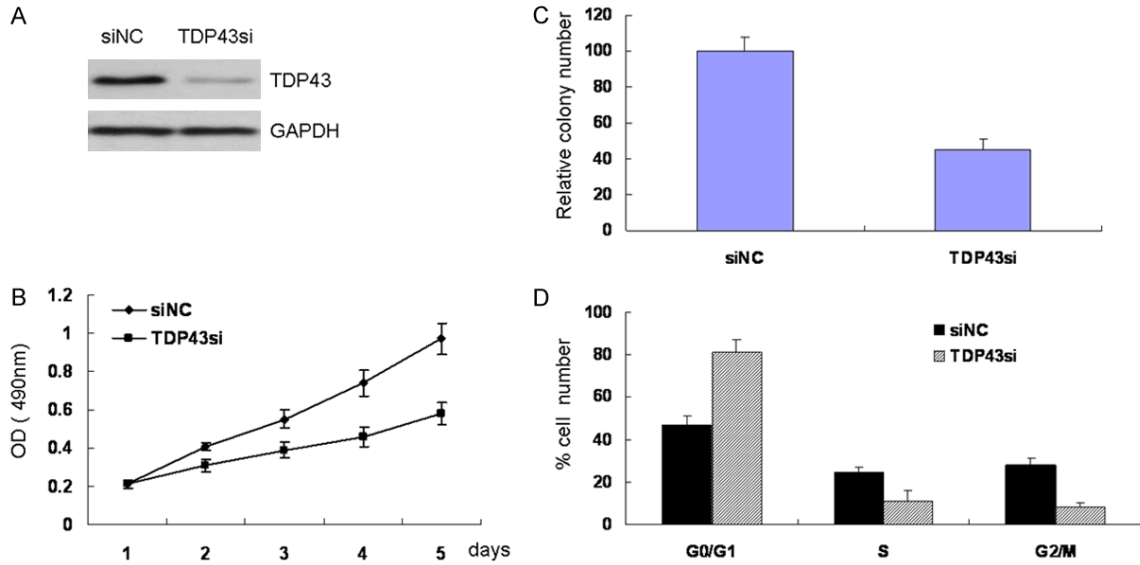 A
siNC TDP43si
TDP43
GAPDH
B
OD ( 490nm)
1.2
1
0.8
0.6
0.4
0.2
0
siNC
TDP43si
1 2 3 4 5 days
C
Relative colony number
120
100
80
60
40
20
0
siNC TDP43si
D
% cell number
100
80
60
40
20
0
siNC
TDP43si
G0/G1 S G2/M